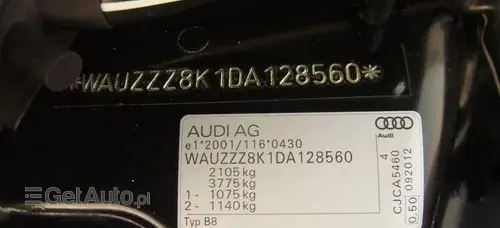 *WAUZZZ8K1DA128560*
AUDI AG
e1*2001/116*0430
WAUZZZ8K1DA128560
2105kg
3775kg
1- 1075kg
2- 1140kg
Typ B8
4
CJCA5460
0.50 092012
GetAuto.pl